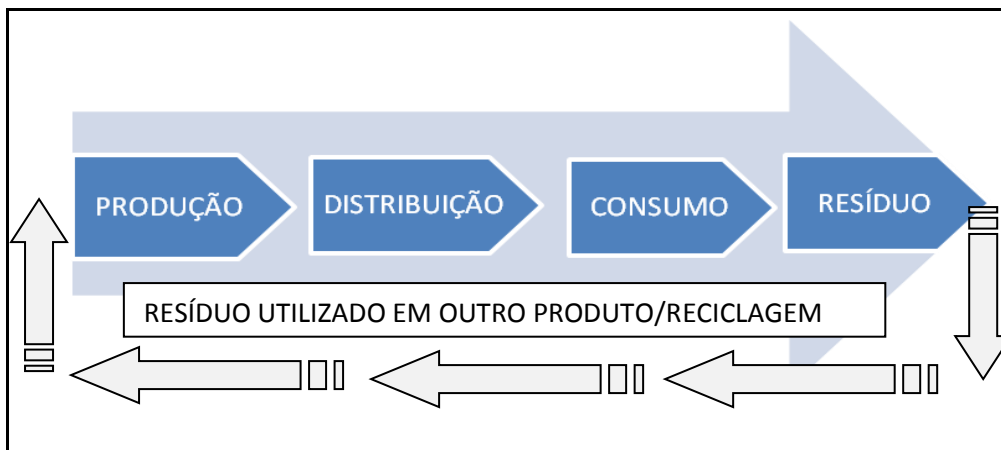 PRODUÇÃO
DISTRIBUIÇÃO
CONSUMO
RESÍDUO
RESÍDUO UTILIZADO EM OUTRO PRODUTO/RECICLAGEM